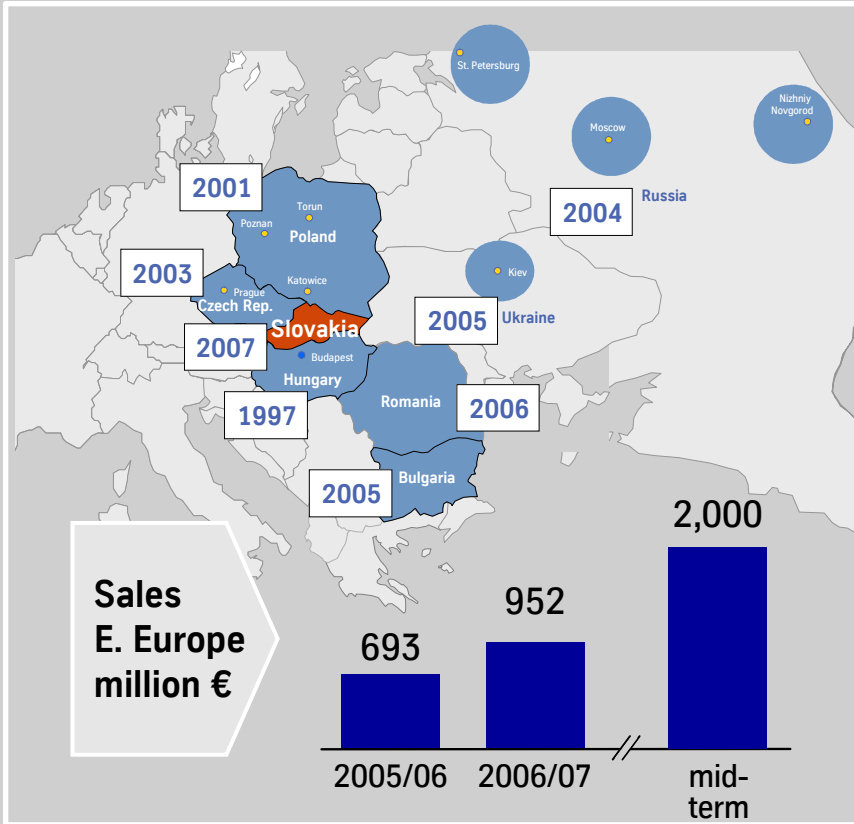 St. Petersburg
Nizhniy
Novgorod
Moscow
2001
Russia
2004
Torun
Poznan
Poland
2003
Kiev
Katowice
Prague
Czech Rep.
2005
Ukraine
Slovakia
2007
Budapest
Hungary
Romania
2006
1997
Bulgaria
2005
Sales
E. Europe
million €
693
952
2,000
2005/06
2006/07
mid-
term